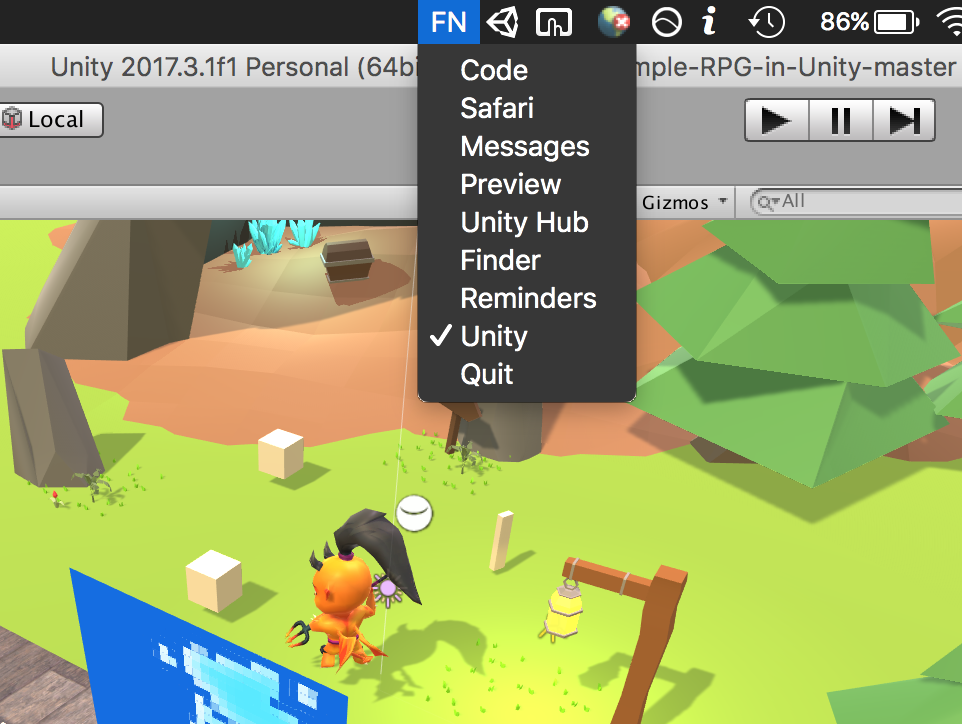 FN 86%
Unity 2017.3.1f1 Personal (64bi mple-RPG-in-Unity-master
Local
Code
Safari
Messages
Preview
Unity Hub
Finder
Reminders
Unity
Quit
Gizmos All